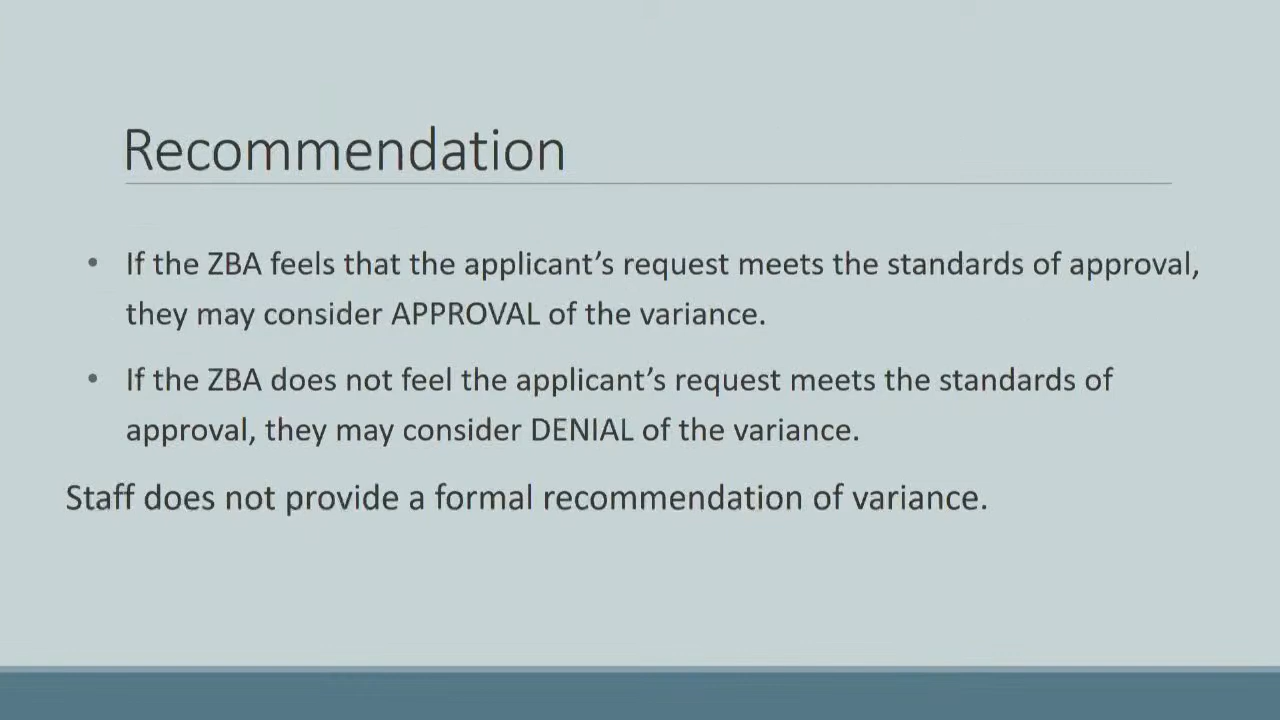 Recommendation
• If the ZBA feels that the applicant’s request meets the standards of approval,
they may consider APPROVAL of the variance.
• If the ZBA does not feel the applicant’s request meets the standards of
approval, they may consider DENIAL of the variance.
Staff does not provide a formal recommendation of variance.